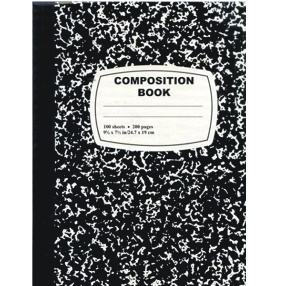 COMPOSITION
BOOK
100 sheets • 200 pages
9¾ x 7½ in/24.7 x 19 cm